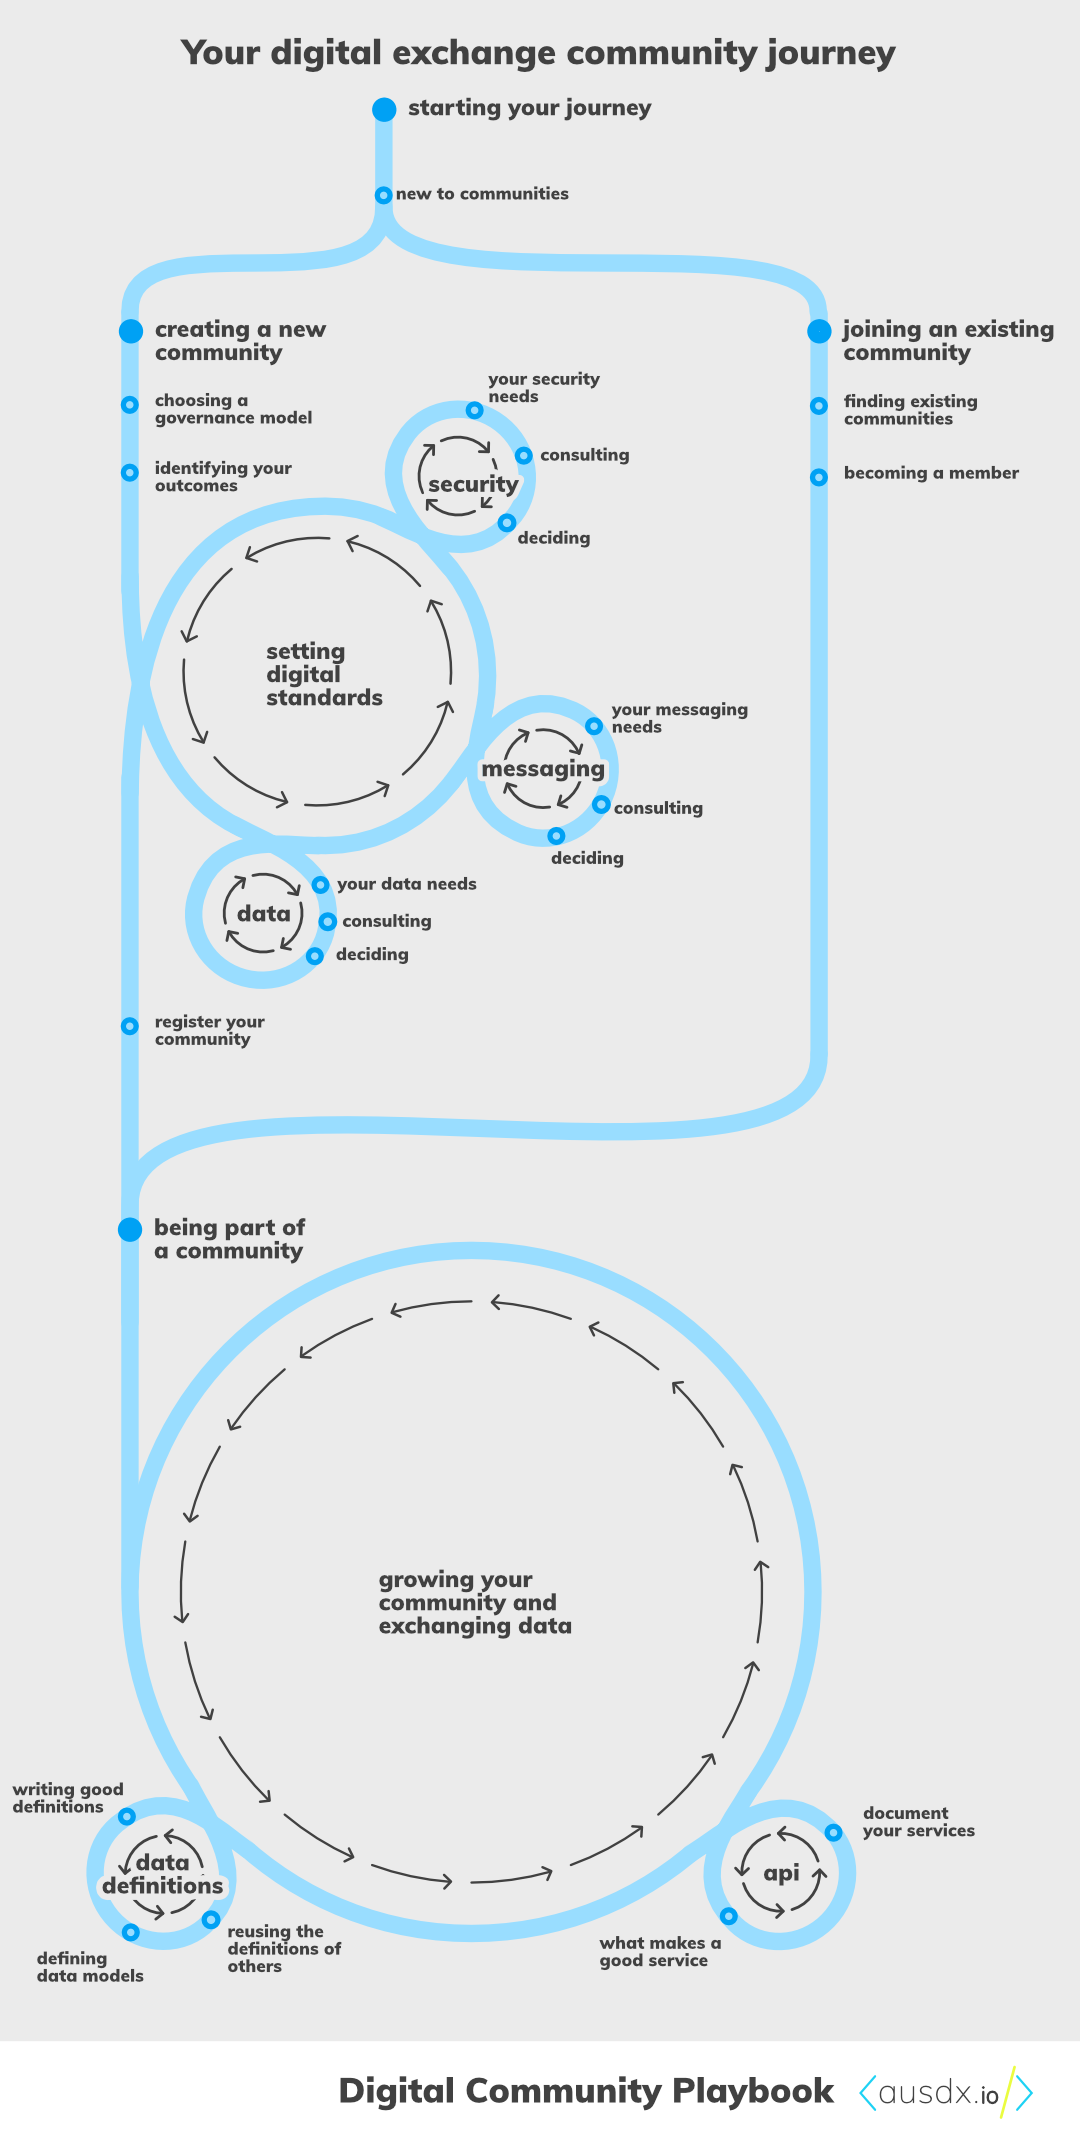 Your digital exchange community journey
starting your journey
new to communities
creating a new
community
joining an existing
community
choosing a
governance model
identifying your
outcomes
finding existing
communities
becoming a member
your security
needs
consulting
security
deciding
setting
digital
standards
your messaging
needs
messaging
consulting
deciding
your data needs
data
consulting
deciding
register your
community
being part of
a community
growing your
community and
exchanging data
writing good
definitions
data
definitions
defining
data models
reusing the
definitions of
others
document
your services
api
what makes a
good service
Digital Community Playbook
<ausdx.io/>